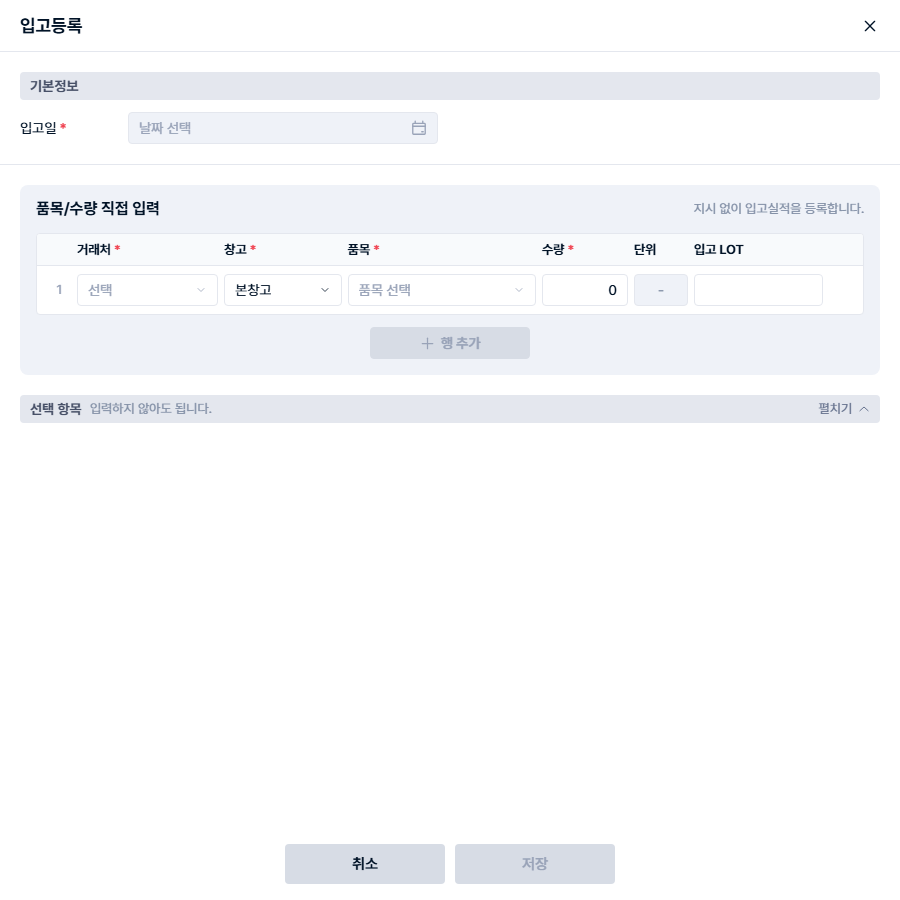 입고등록
기본정보
입고일 *
날짜 선택
품목/수량 직접 입력
지시 없이 입고실적을 등록합니다.
거래처 * 창고 * 품목 * 수량 * 단위 입고 LOT
1 선택 본창고 품목 선택 0 -
행 추가
선택 항목 입력하지 않아도 됩니다. 펼치기
취소 저장